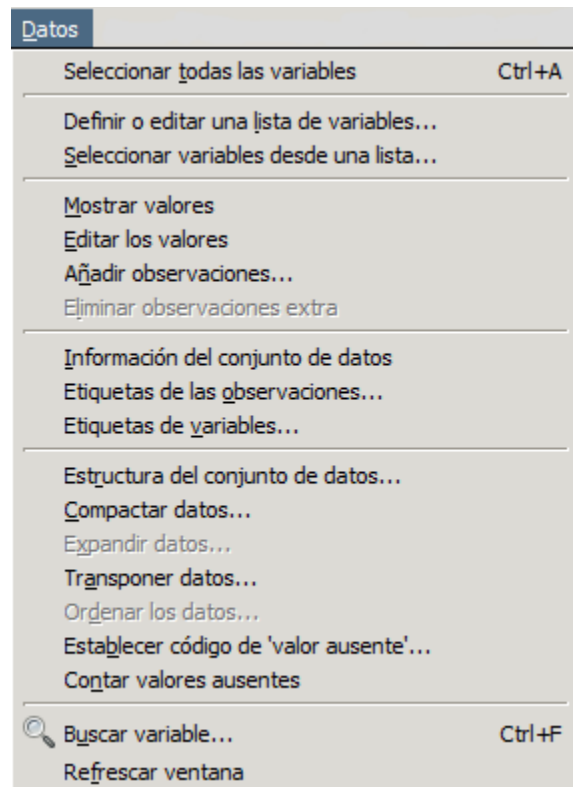 Datos
Seleccionar todas las variables Ctrl+A
Definir o editar una lista de variables...
Seleccionar variables desde una lista...
Mostrar valores
Editar los valores
Añadir observaciones...
Eliminar observaciones extra
Información del conjunto de datos
Etiquetas de las observaciones...
Etiquetas de variables...
Estructura del conjunto de datos...
Compactar datos...
Expandir datos...
Transponer datos...
Ordenar los datos...
Establecer código de 'valor ausente'...
Contar valores ausentes
Buscar variable... Ctrl+F
Refrescar ventana